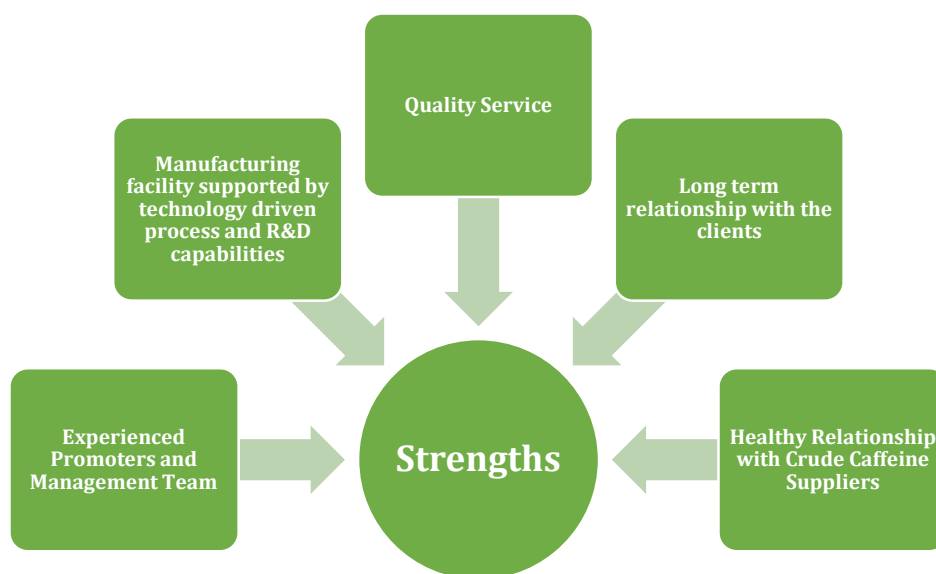 Quality Service
Manufacturing
facility supported by
technology driven
process and R&D
capabilities
Long term
relationship with the
clients
Experienced
Promoters and
Management Team
Strengths
Healthy Relationship
with Crude Caffeine
Suppliers